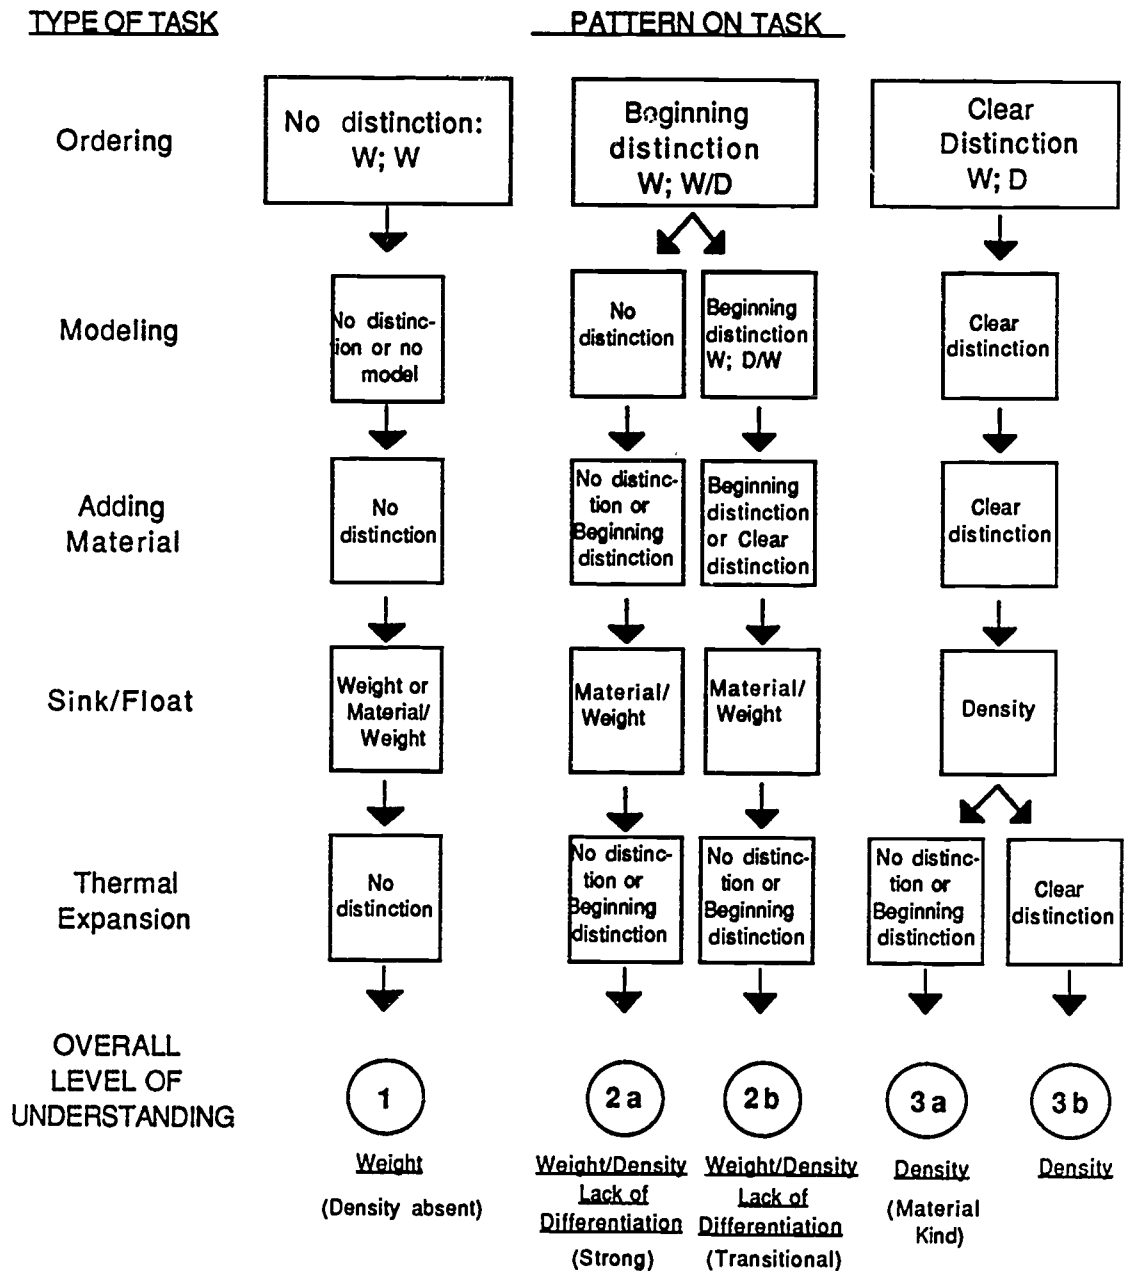 TYPE OF TASK
PATTERN ON TASK
Ordering
No distinction:
W; W
Beginning
distinction
W; W/D
Clear
Distinction
W; D
Modeling
No distinc-
tion or no
model
No
distinction
Beginning
distinction
W; D/W
Clear
distinction
Adding
Material
No
distinction
No distinc-
tion or
Beginning
distinction
Beginning
distinction
or Clear
distinction
Clear
distinction
Sink/Float
Weight or
Material/
Weight
Material/
Weight
Material/
Weight
Density
Thermal
Expansion
No
distinction
No distinc-
tion or
Beginning
distinction
No distinc-
tion or
Beginning
distinction
No distinc-
tion or
Beginning
distinction
Clear
distinction
OVERALL
LEVEL OF
UNDERSTANDING
1
Weight
(Density absent)
2a
Weight/Density
Lack of
Differentiation
(Strong)
2b
Weight/Density
Lack of
Differentiation
(Transitional)
3a
Density
(Material
Kind)
3b
Density